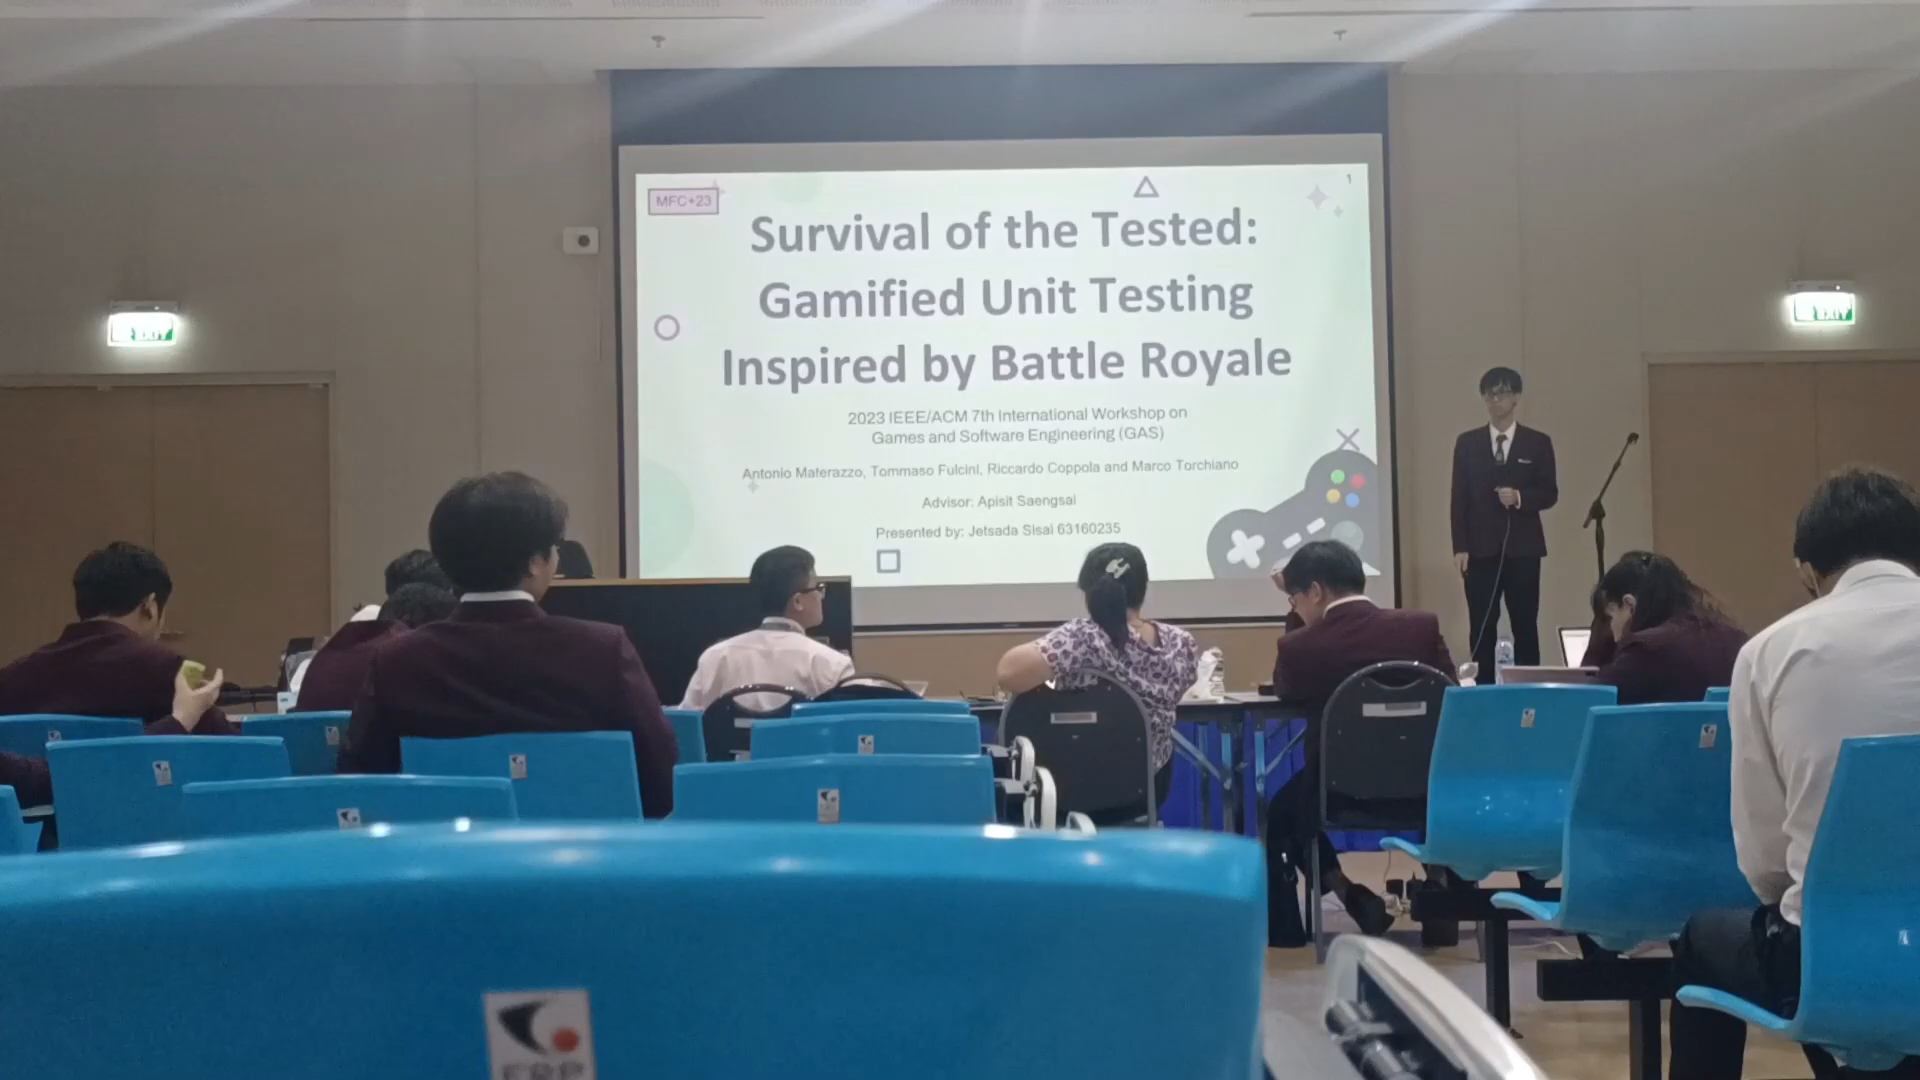 MFC+23
1
Survival of the Tested:
Gamified Unit Testing
Inspired by Battle Royale
2023 IEEE/ACM 7th International Workshop on
Games and Software Engineering (GAS)
Antonio Materazzo, Tommaso Fulcini, Riccardo Coppola and Marco Torchiano
Advisor: Apisit Saengsai
Presented by: Jetsada Sisai 63160235
EXIT
EXIT